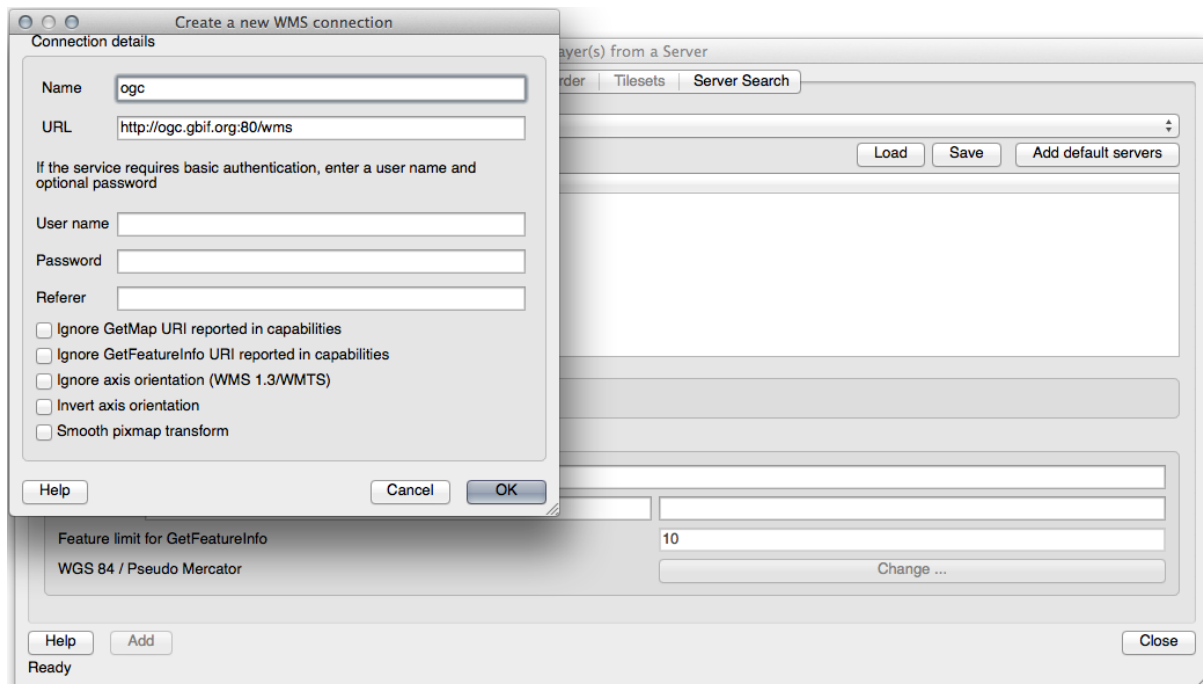 Create a new WMS connection
Connection details
Name
ogc
URL
http://ogc.gbif.org:80/wms
If the service requires basic authentication, enter a user name and
optional password
User name
Password
Referer
Ignore GetMap URI reported in capabilities
Ignore GetFeatureInfo URI reported in capabilities
Ignore axis orientation (WMS 1.3/WMTS)
Invert axis orientation
Smooth pixmap transform
Help
Cancel
OK
ayer(s) from a Server
rder
Tilesets
Server Search
Load
Save
Add default servers
Feature limit for GetFeatureInfo
10
WGS 84 / Pseudo Mercator
Change ...
Help
Add
Close
Ready